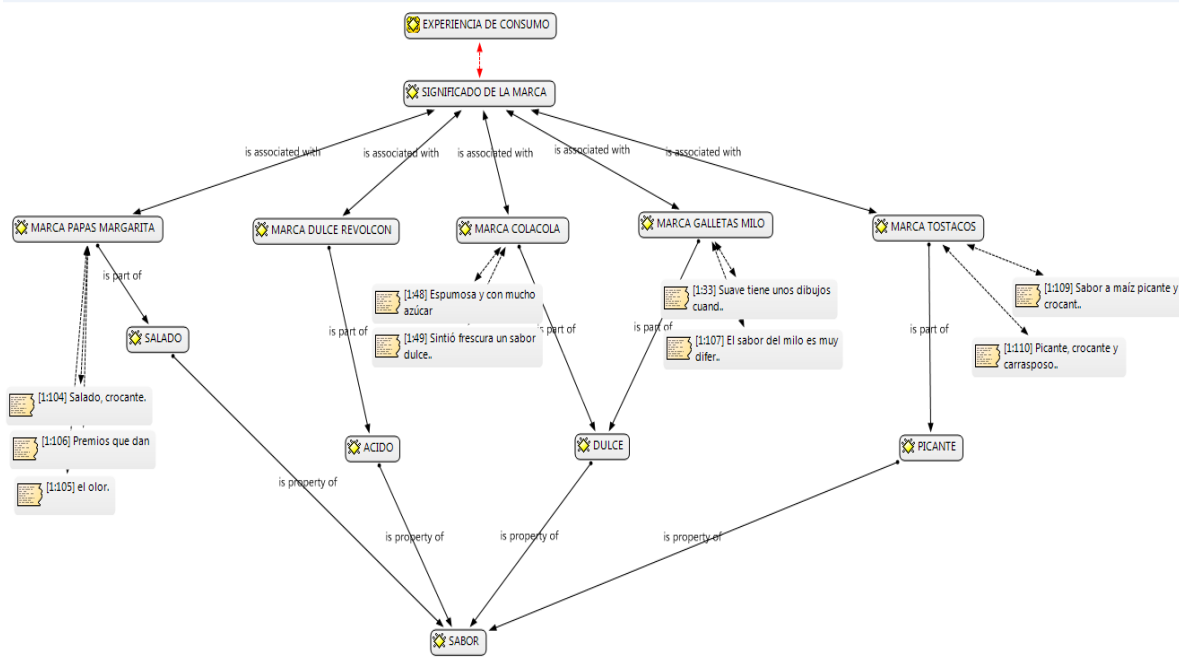 EXPERIENCIA DE CONSUMO
SIGNIFICADO DE LA MARCA
is associated with
is associated with
is associated with
is associated with
is associated with
MARCA PAPAS MARGARITA
MARCA DULCE REVOLCON
MARCA COLACOLA
MARCA GALLETAS MILO
MARCA TOSTACOS
is part of
[1:48] Espumosa y con mucho
azúcar
[1:33] Suave tiene unos dibujos
cuand..
[1:109] Sabor a maíz picante y
crocant..
SALADO
is part of
is part of
is part of
is part of
[1:49] Sintió frescura un sabor
dulce..
[1:107] El sabor del milo es muy
difer..
[1:110] Picante, crocante y
carrasposo..
[1:104] Salado, crocante.
[1:106] Premios que dan
[1:105] el olor.
ACIDO
DULCE
PICANTE
is property of
is property of
is property of
is property of
SABOR